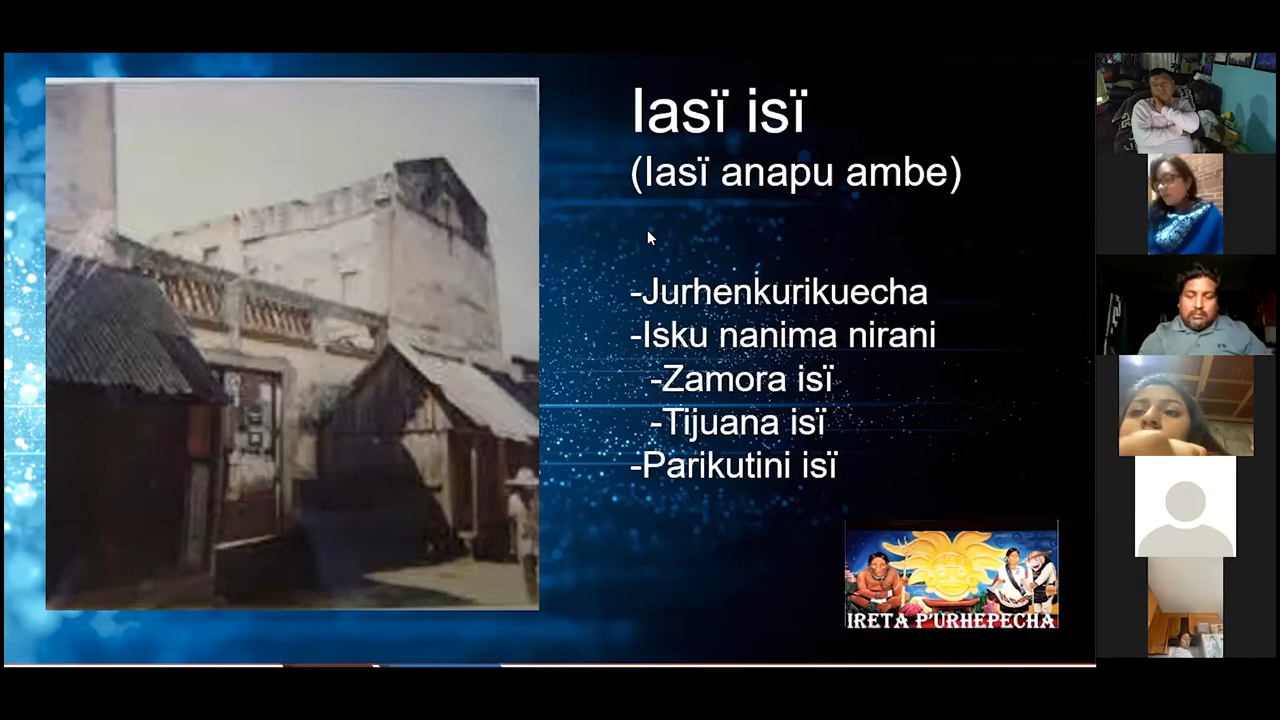 Iasï isï
(Iasï anapu ambe)
-Jurhenkurikuecha
-Isku nanima nirani
-Zamora isï
-Tijuana isï
-Parikutini isï
IRETA P'URHEPECHA